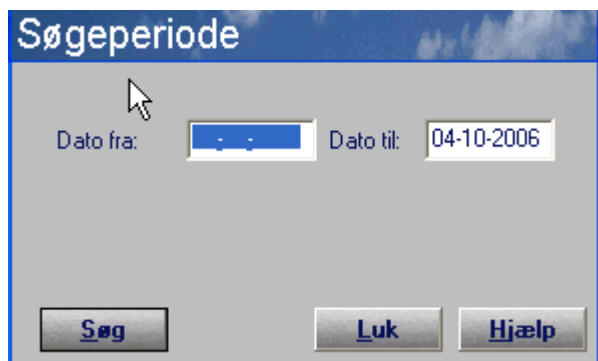 Søgeperiode
Dato fra: - - Dato til: 04-10-2006
Søg Luk Hjælp